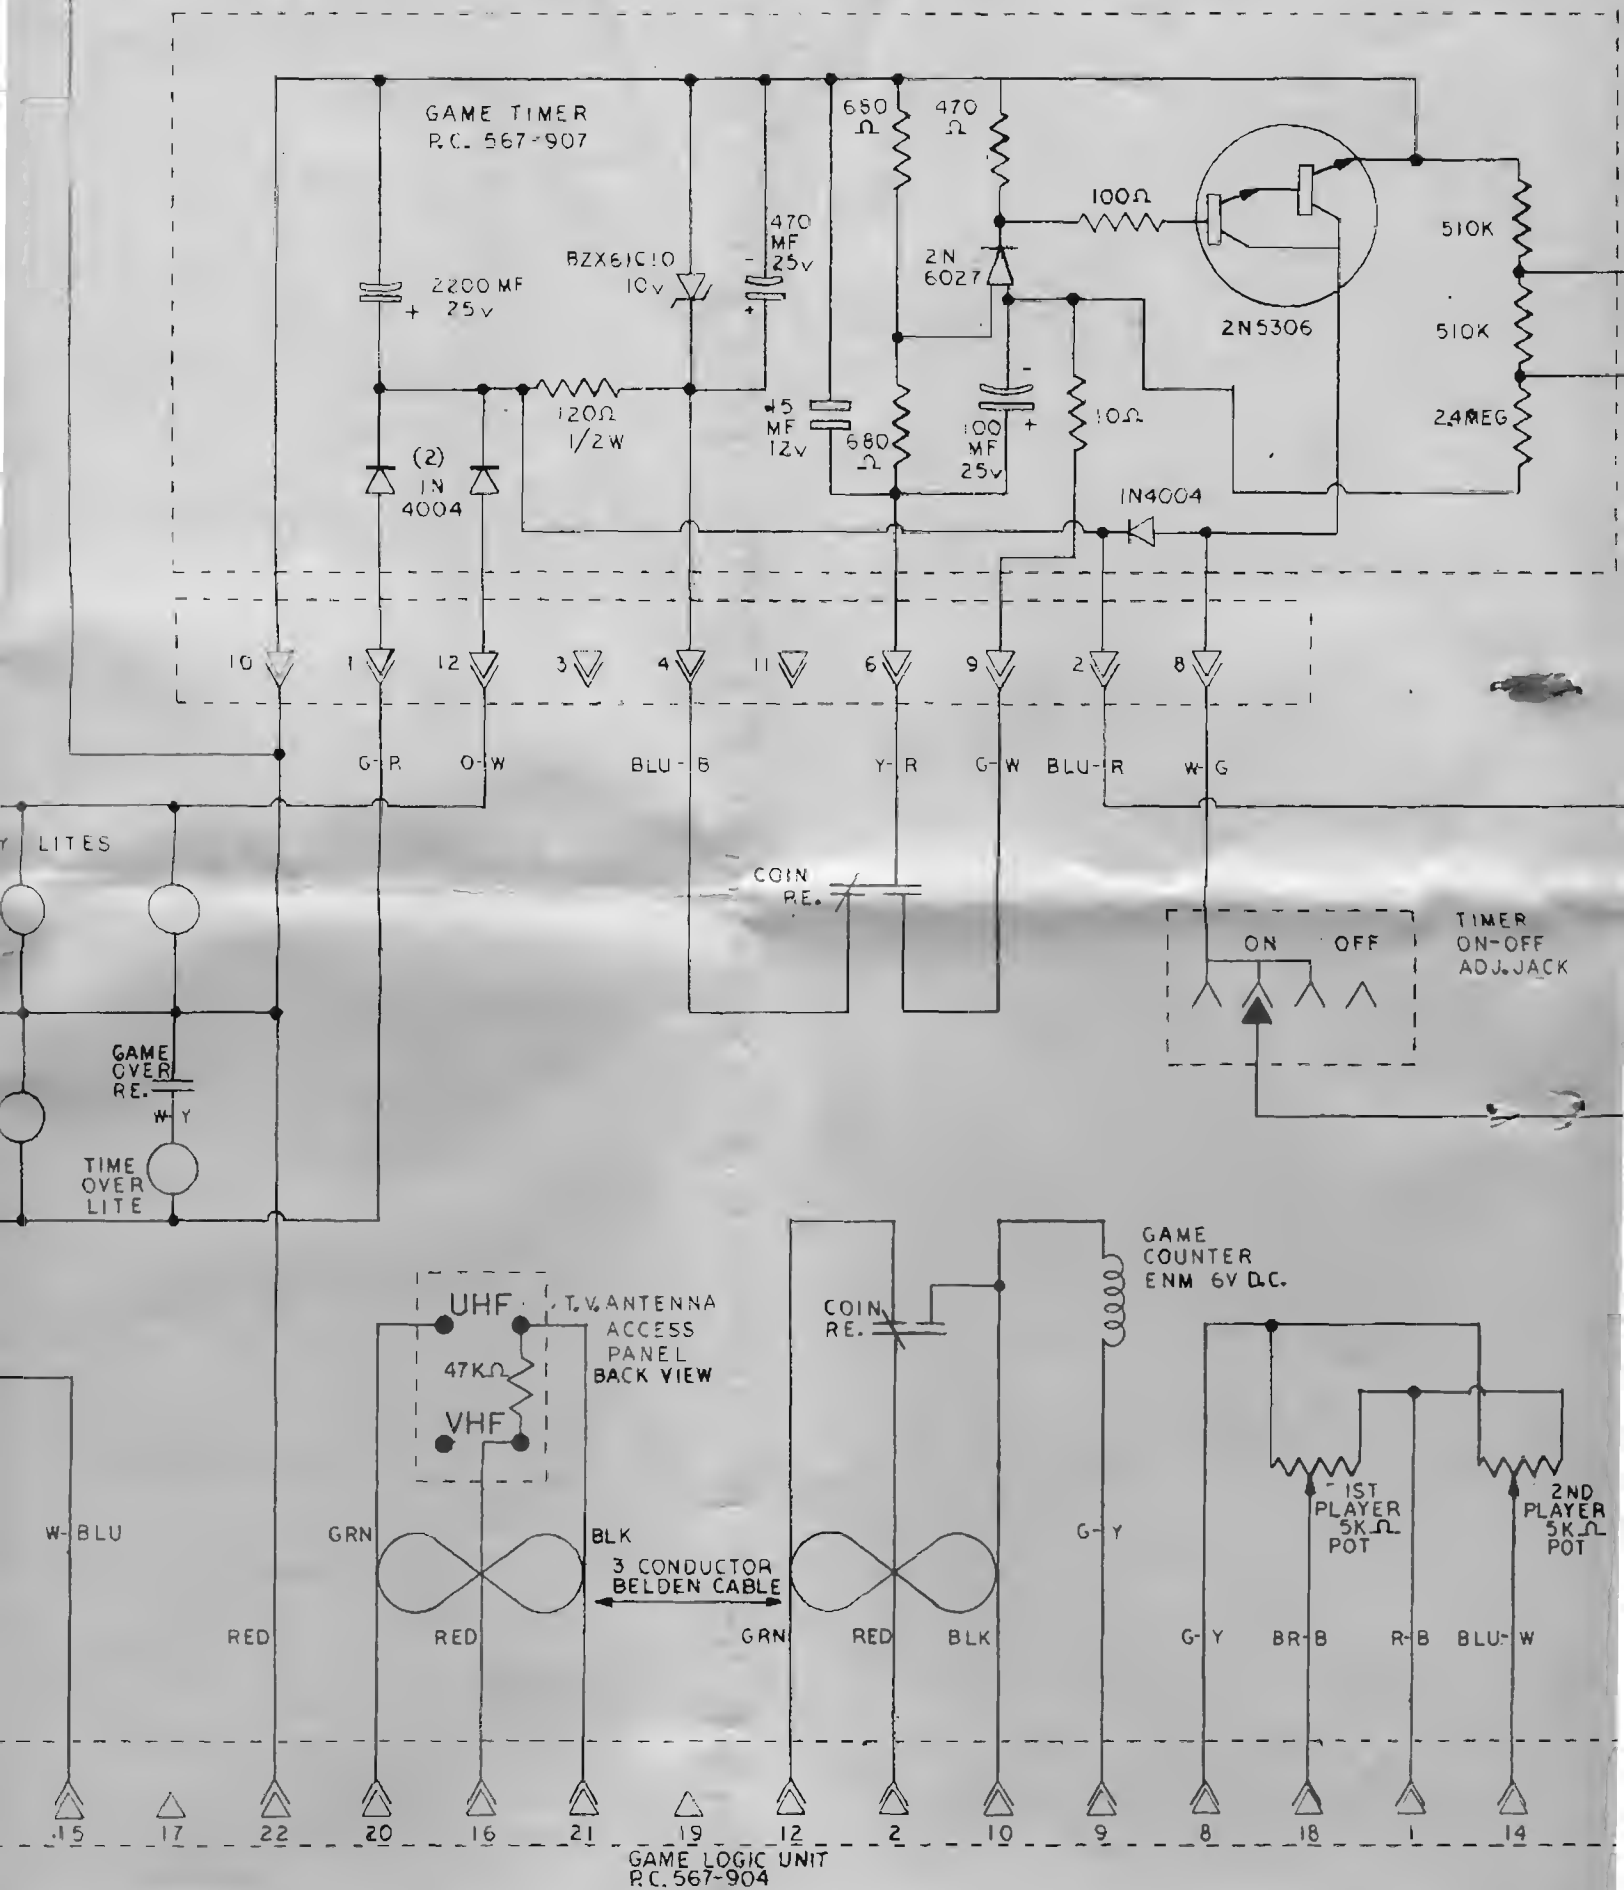 GAME TIMER
P.C. 567-907
680
Ω
470
Ω
100Ω
2N5306
510K
510K
2.4MEG
2200 MF
25V
+
BZX61C10
10V
470
MF
25V
-
+
2N
6027
120Ω
1/2W
45
MF
12V
680
Ω
100
MF
25V
-
+
10Ω
(2)
1N
4004
1N4004
10
1
12
3
4
11
6
9
2
8
G-R
O-W
BLU-B
Y-R
G-W
BLU-R
W-G
Y LITES
COIN
RE.
ON OFF
TIMER
ON-OFF
ADJ. JACK
GAME
OVER
RE.
W-Y
TIME
OVER
LITE
UHF
47KΩ
VHF
T.V. ANTENNA
ACCESS
PANEL
BACK VIEW
COIN
RE.
GAME
COUNTER
ENM 6V D.C.
1ST
PLAYER
5KΩ
POT
2ND
PLAYER
5KΩ
POT
W-BLU
GRN
BLK
3 CONDUCTOR
BELDEN CABLE
G-Y
RED
RED
GRN
RED
BLK
G-Y
BR-B
R-B
BLU-W
15
17
22
20
16
21
19
12
2
10
9
8
18
1
14
GAME LOGIC UNIT
P.C. 567-904